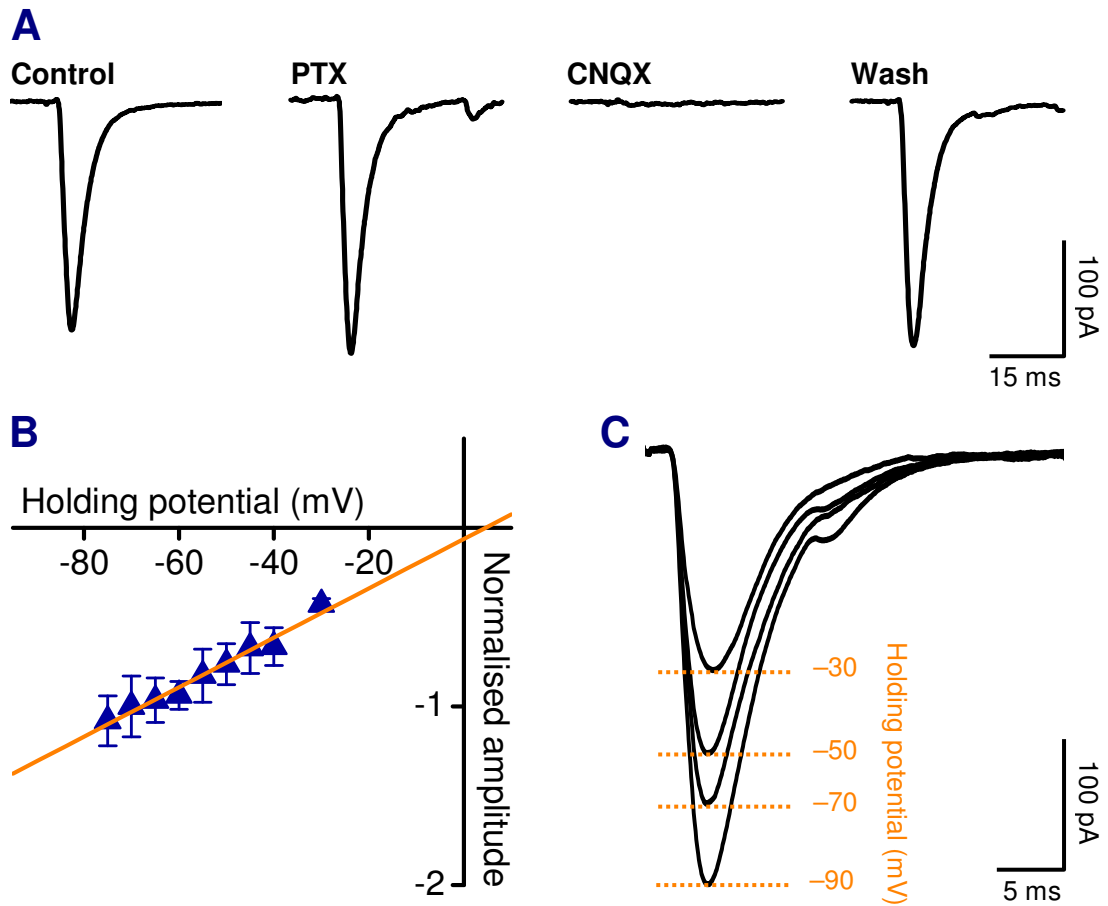 A
Control
PTX
CNQX
Wash
100 pA
15 ms
B
Holding potential (mV)
-80
-60
-40
-20
Normalised amplitude
-1
-2
C
–30
–50
–70
–90
Holding potential (mV)
100 pA
5 ms